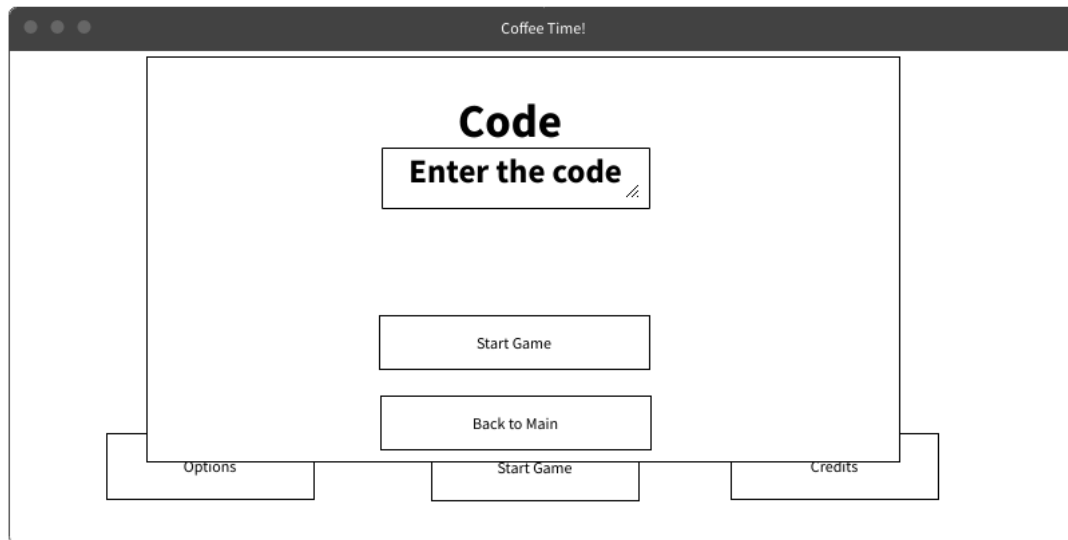 Coffee Time!
Code
Enter the code
Start Game
Back to Main
Options
Start Game
Credits